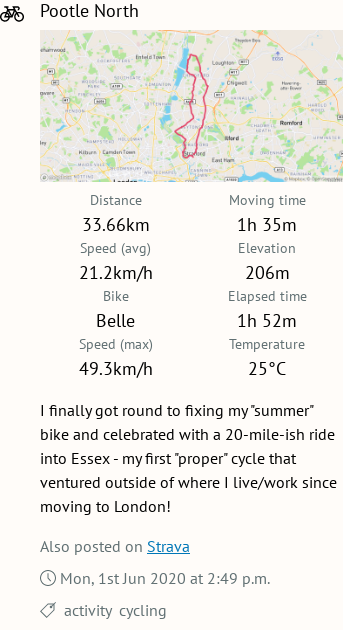 Pootle North
Enfield Town
Loughton
Chigwell
Romford
Ilford
Stratford
East Ham
Kilburn Camden Town
London
Distance Moving time
33.66km 1h 35m
Speed (avg) Elevation
21.2km/h 206m
Bike Elapsed time
Belle 1h 52m
Speed (max) Temperature
49.3km/h 25°C
I finally got round to fixing my "summer"
bike and celebrated with a 20-mile-ish ride
into Essex - my first "proper" cycle that
ventured outside of where I live/work since
moving to London!
Also posted on Strava
Mon, 1st Jun 2020 at 2:49 p.m.
activity cycling